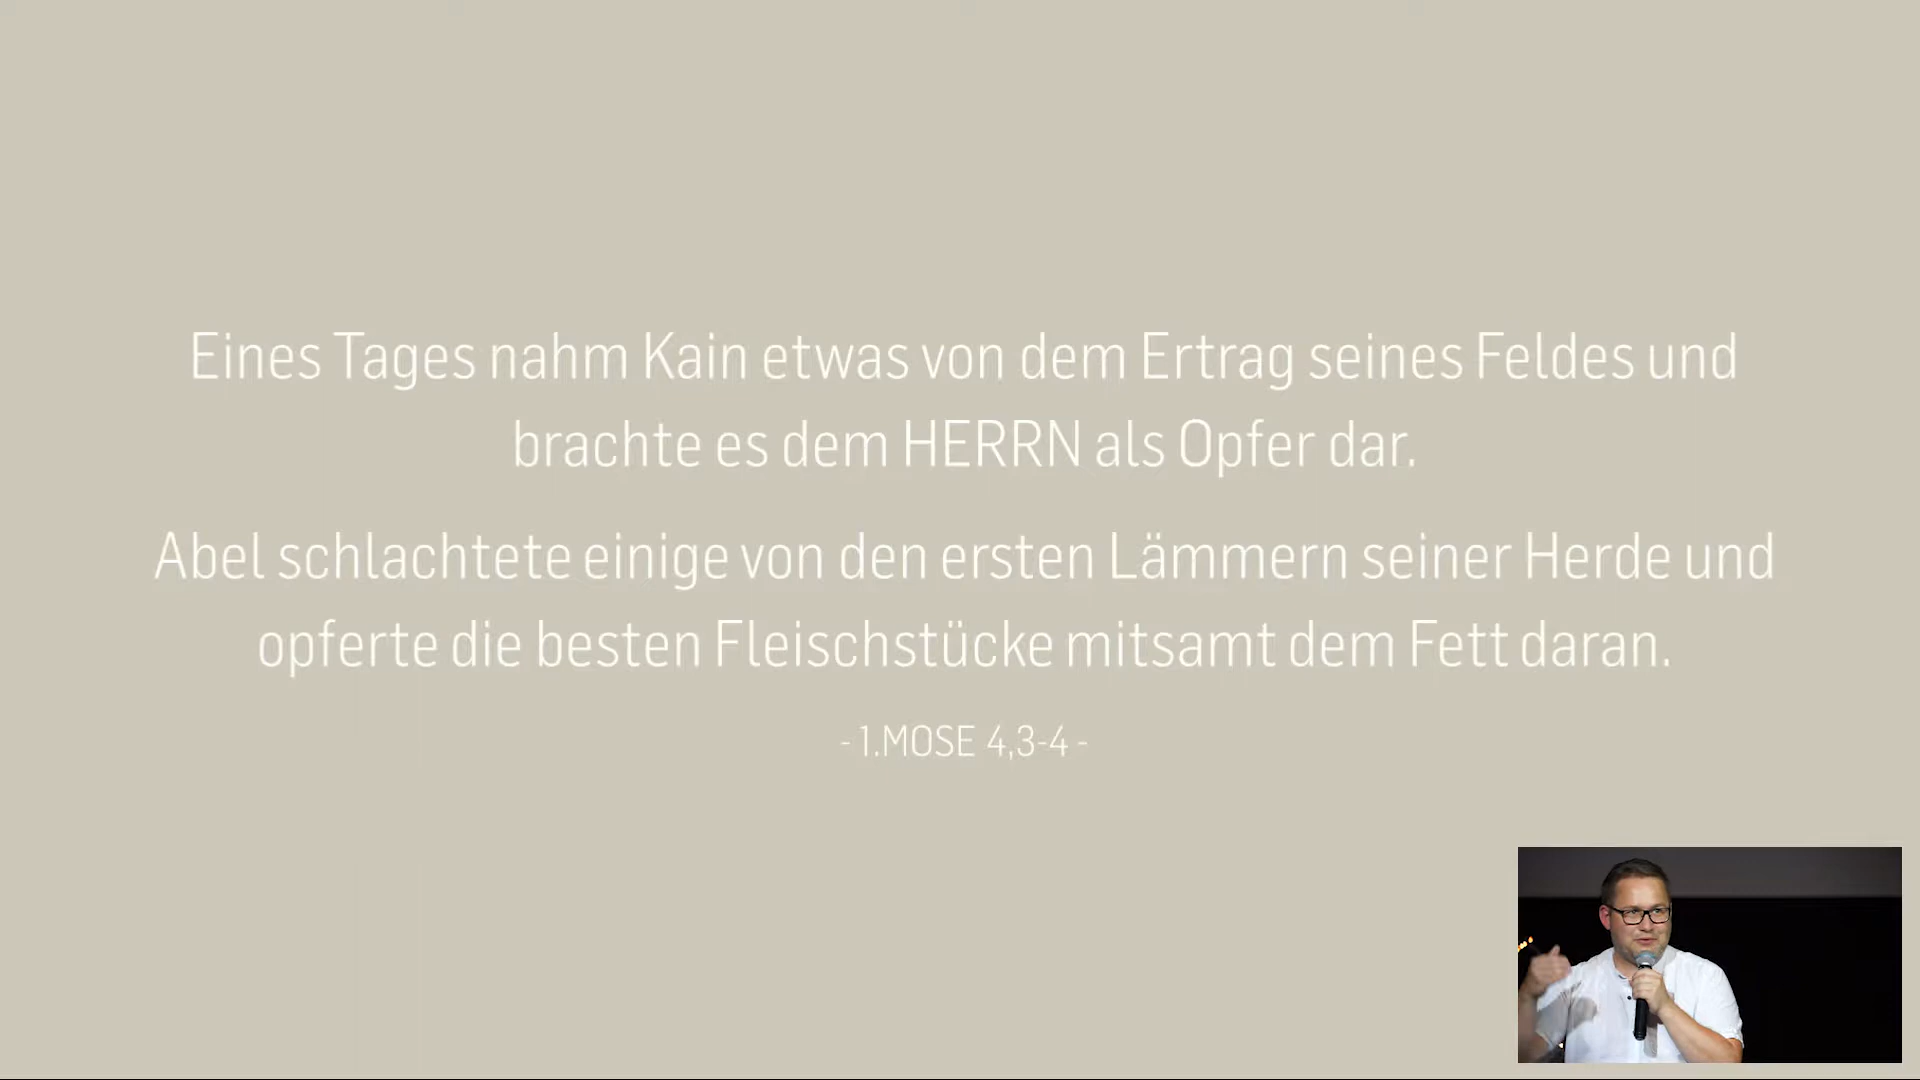 Eines Tages nahm Kain etwas von dem Ertrag seines Feldes und
brachte es dem HERRN als Opfer dar.
Abel schlachtete einige von den ersten Lämmern seiner Herde und
opferte die besten Fleischstücke mitsamt dem Fett daran.
- 1.MOSE 4,3-4 -